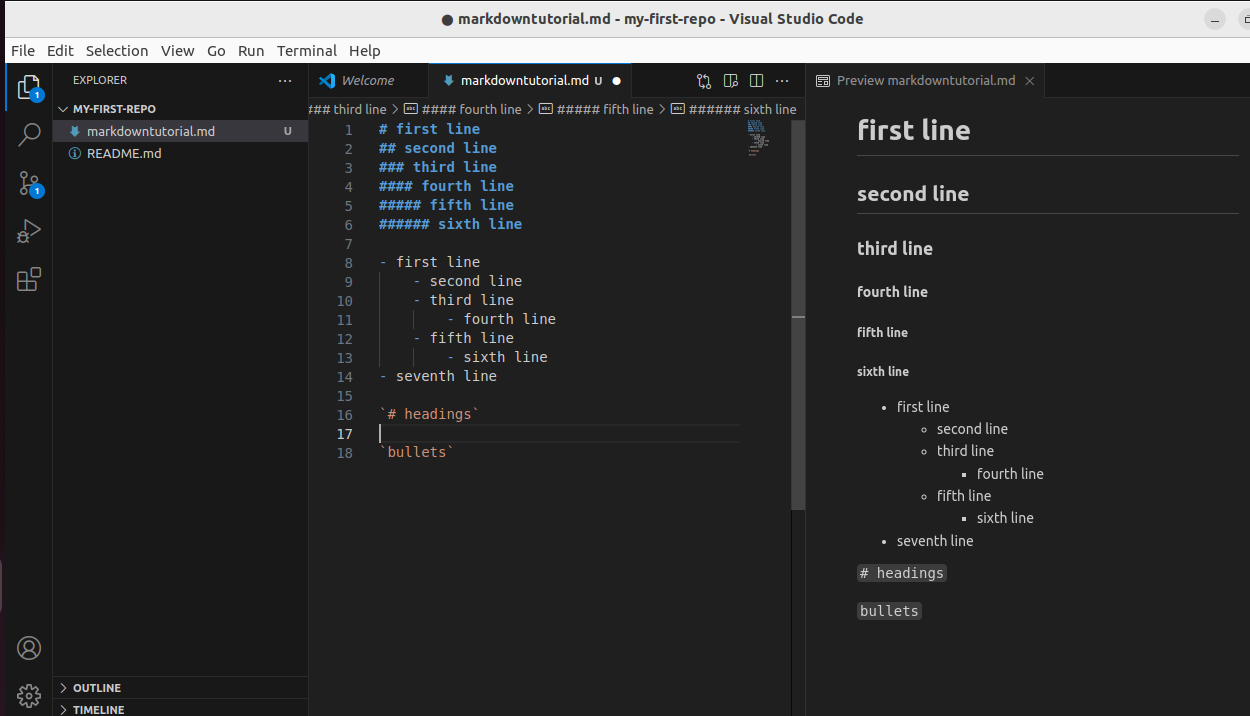 ● markdowntutorial.md - my-first-repo - Visual Studio Code
File Edit Selection View Go Run Terminal Help
EXPLORER
MY-FIRST-REPO
markdowntutorial.md U
README.md
OUTLINE
TIMELINE
1
1
Welcome
markdowntutorial.md U ●
### third line > #### fourth line > ##### fifth line > ###### sixth line
1 # first line
2 ## second line
3 ### third line
4 #### fourth line
5 ##### fifth line
6 ###### sixth line
7
8 - first line
9     - second line
10     - third line
11         - fourth line
12     - fifth line
13         - sixth line
14 - seventh line
15
16 `# headings`
17
18 `bullets`
Preview markdowntutorial.md
first line
second line
third line
fourth line
fifth line
sixth line
• first line
◦ second line
◦ third line
▪ fourth line
◦ fifth line
▪ sixth line
• seventh line
# headings
bullets